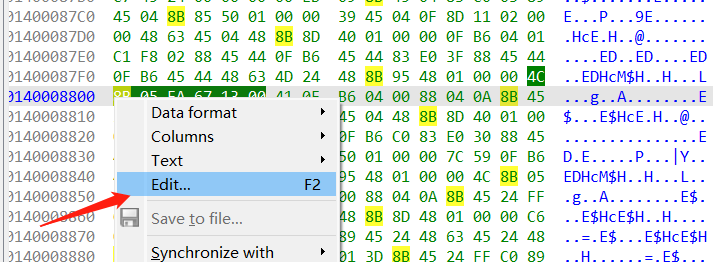 01400087C0 45 04 8B 85 50 01 00 00 39 45 04 0F 8D 11 02 00 E...P...9E......
01400087D0 00 48 63 45 04 48 8B 8D 40 01 00 00 0F B6 04 01 .HcE.H..@.......
01400087E0 C1 F8 02 88 45 44 0F B6 45 44 83 E0 3F 88 45 44 ....ED..ED....ED
01400087F0 0F B6 45 44 48 63 4D 24 48 8B 95 48 01 00 00 4C ..EDHcM$H..H...L
0140008800 8B 05 FA 67 13 00 41 0F B6 04 00 88 04 0A 8B 45 ...g..A........E
0140008810 45 04 48 8B 8D 40 01 00 $...E$HcE.H..@..
0140008820 0F B6 C0 83 E0 30 88 45
0140008830 50 01 00 00 7C 59 0F B6
0140008840 95 48 01 00 00 4C 8B 05 EDHcM$H..H...L..
0140008850 00 88 04 0A 8B 45 24 FF .g..A........E$.
0140008860 48 8B 8D 48 01 00 00 C6
0140008870 89 45 24 48 63 45 24 48
0140008880 01 3D 8B 45 24 FF C0 89
Data format
Columns
Text
Edit... F2
Save to file...
Synchronize with